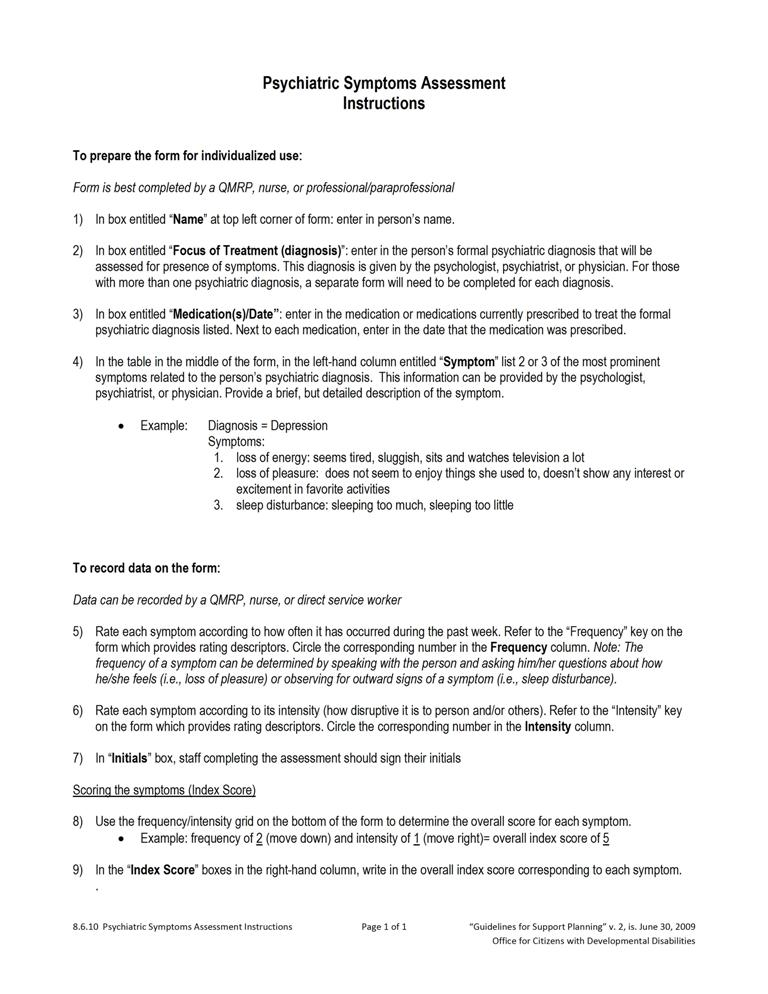 Psychiatric Symptoms Assessment
Instructions
To prepare the form for individualized use:
Form is best completed by a QMRP, nurse, or professional/paraprofessional
1) In box entitled “Name” at top left corner of form: enter in person’s name.
2) In box entitled “Focus of Treatment (diagnosis)”: enter in the person’s formal psychiatric diagnosis that will be
assessed for presence of symptoms. This diagnosis is given by the psychologist, psychiatrist, or physician. For those
with more than one psychiatric diagnosis, a separate form will need to be completed for each diagnosis.
3) In box entitled “Medication(s)/Date”: enter in the medication or medications currently prescribed to treat the formal
psychiatric diagnosis listed. Next to each medication, enter in the date that the medication was prescribed.
4) In the table in the middle of the form, in the left-hand column entitled “Symptom” list 2 or 3 of the most prominent
symptoms related to the person’s psychiatric diagnosis. This information can be provided by the psychologist,
psychiatrist, or physician. Provide a brief, but detailed description of the symptom.
• Example: Diagnosis = Depression
Symptoms:
1. loss of energy: seems tired, sluggish, sits and watches television a lot
2. loss of pleasure: does not seem to enjoy things she used to, doesn’t show any interest or
excitement in favorite activities
3. sleep disturbance: sleeping too much, sleeping too little
To record data on the form:
Data can be recorded by a QMRP, nurse, or direct service worker
5) Rate each symptom according to how often it has occurred during the past week. Refer to the “Frequency” key on the
form which provides rating descriptors. Circle the corresponding number in the Frequency column. Note: The
frequency of a symptom can be determined by speaking with the person and asking him/her questions about how
he/she feels (i.e., loss of pleasure) or observing for outward signs of a symptom (i.e., sleep disturbance).
6) Rate each symptom according to its intensity (how disruptive it is to person and/or others). Refer to the “Intensity” key
on the form which provides rating descriptors. Circle the corresponding number in the Intensity column.
7) In “Initials” box, staff completing the assessment should sign their initials
Scoring the symptoms (Index Score)
8) Use the frequency/intensity grid on the bottom of the form to determine the overall score for each symptom.
• Example: frequency of 2 (move down) and intensity of 1 (move right)= overall index score of 5
9) In the “Index Score” boxes in the right-hand column, write in the overall index score corresponding to each symptom.
.
8.6.10 Psychiatric Symptoms Assessment Instructions Page 1 of 1 “Guidelines for Support Planning” v. 2, is. June 30, 2009
Office for Citizens with Developmental Disabilities